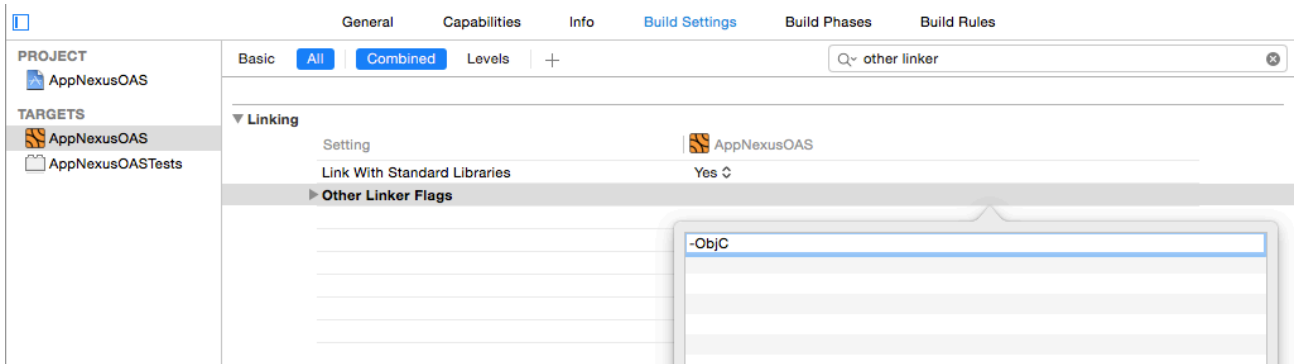 General Capabilities Info Build Settings Build Phases Build Rules
PROJECT
AppNexusOAS
TARGETS
AppNexusOAS
AppNexusOASTests
Basic All Combined Levels + other linker
Linking
Setting AppNexusOAS
Link With Standard Libraries Yes
Other Linker Flags
-ObjC